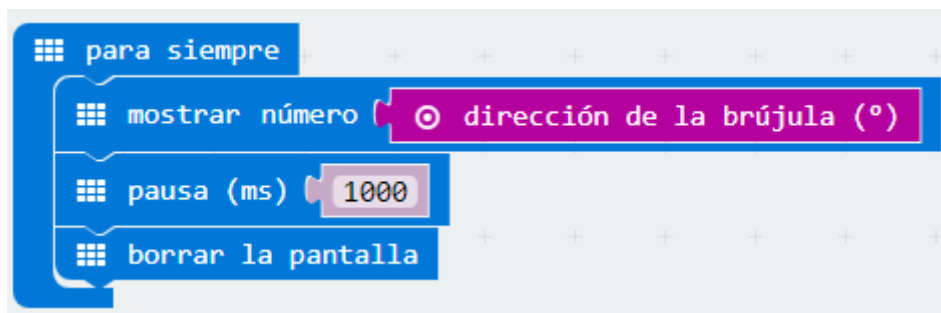 para siempre
mostrar número dirección de la brújula (º)
pausa (ms) 1000
borrar la pantalla